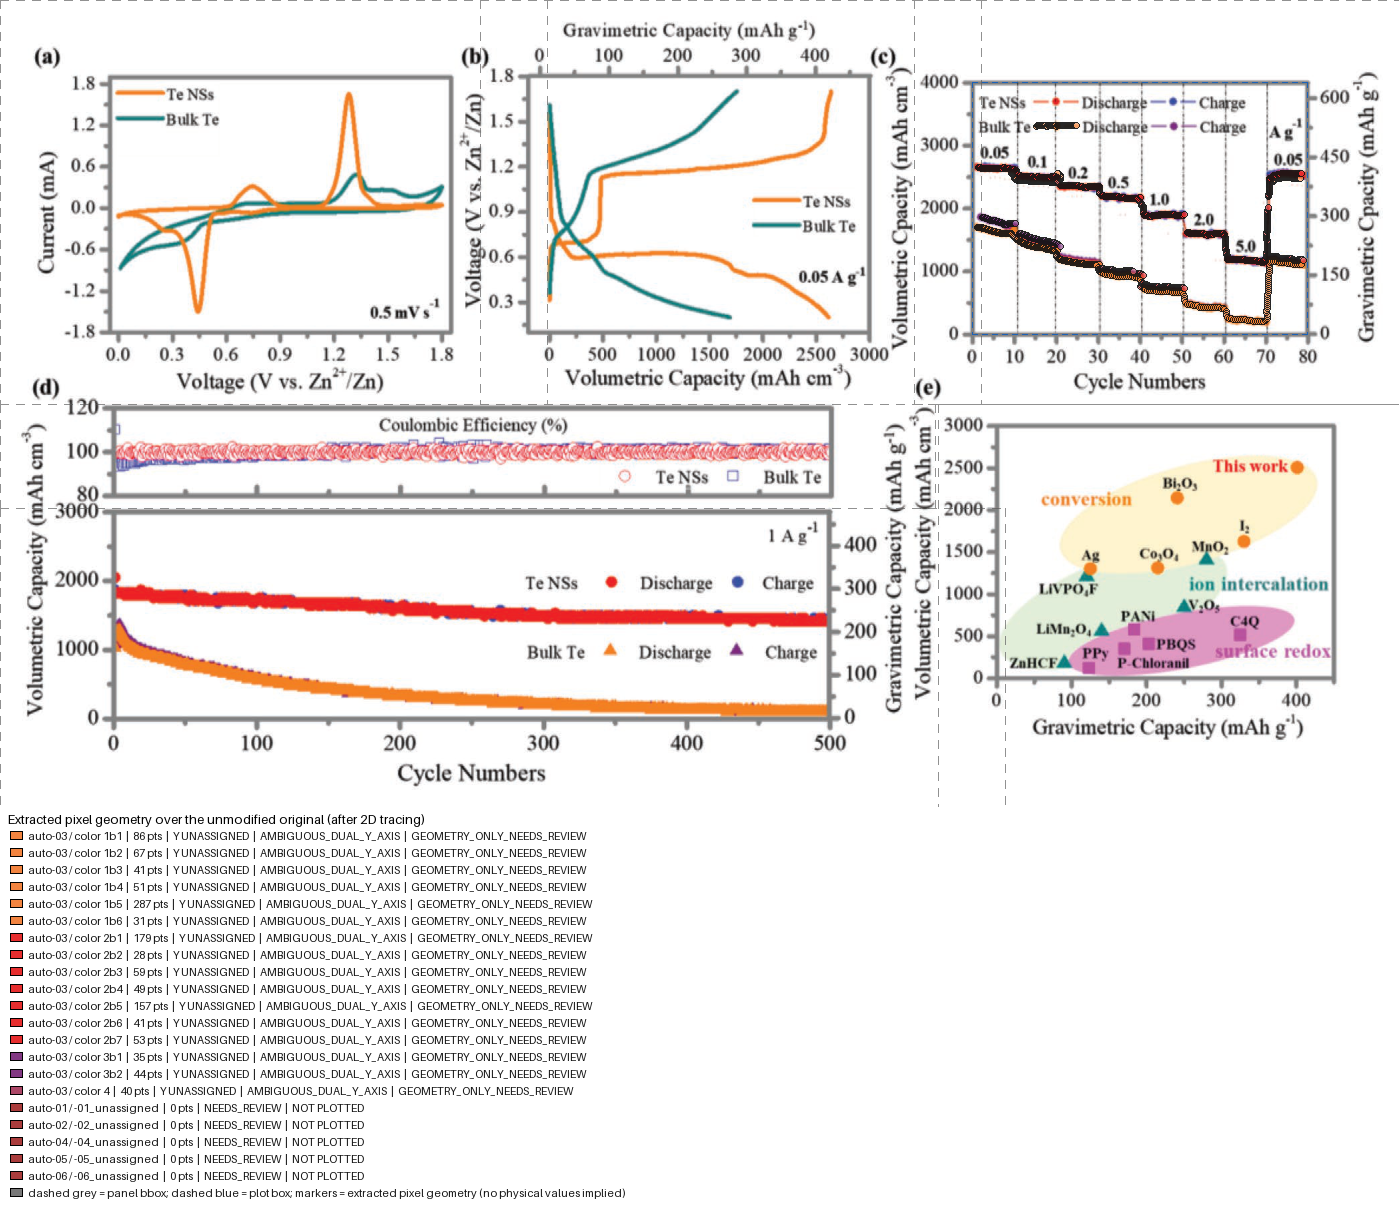 (a)
1.8
1.2
0.6
0.0
-0.6
-1.2
-1.8
Current (mA)
Te NSs
Bulk Te
0.5 mV s-1
0.0 0.3 0.6 0.9 1.2 1.5 1.8
Voltage (V vs. Zn2+/Zn)
(b)
Gravimetric Capacity (mAh g-1)
0 100 200 300 400
1.8
1.5
1.2
0.9
0.6
0.3
Voltage (V vs. Zn2+/Zn)
Te NSs
Bulk Te
0.05 A g-1
0 500 1000 1500 2000 2500 3000
Volumetric Capacity (mAh cm-3)
(c)
4000
3000
2000
1000
0
Volumetric Cpacity (mAh cm-3)
Te NSs Discharge Charge
Bulk Te Discharge Charge
A g-1
0.05 0.1 0.2 0.5 1.0 2.0 5.0 0.05
600
450
300
150
0
Gravimetric Cpacity (mAh g-1)
0 10 20 30 40 50 60 70 80
Cycle Numbers
(d)
120
100
80
Coulombic Efficiency (%)
Te NSs Bulk Te
0 100 200 300 400 500
3000
2000
1000
0
Volumetric Capacity (mAh cm-3)
1 A g-1
Te NSs Discharge Charge
Bulk Te Discharge Charge
400
300
200
100
0
Gravimetric Capacity (mAh g-1)
0 100 200 300 400 500
Cycle Numbers
(e)
3000
2500
2000
1500
1000
500
0
Volumetric Capacity (mAh cm-3)
This work
Bi2O3
conversion
I2
Ag
Co3O4
MnO2
LiVPO4F
ion intercalation
V2O5
PANi
C4Q
LiMn2O4
PBQS
surface redox
PPy
ZnHCF
P-Chloranil
0 100 200 300 400
Gravimetric Capacity (mAh g-1)
Extracted pixel geometry over the unmodified original (after 2D tracing)
auto-03 / color 1b1 | 86 pts | Y UNASSIGNED | AMBIGUOUS_DUAL_Y_AXIS | GEOMETRY_ONLY_NEEDS_REVIEW
auto-03 / color 1b2 | 67 pts | Y UNASSIGNED | AMBIGUOUS_DUAL_Y_AXIS | GEOMETRY_ONLY_NEEDS_REVIEW
auto-03 / color 1b3 | 41 pts | Y UNASSIGNED | AMBIGUOUS_DUAL_Y_AXIS | GEOMETRY_ONLY_NEEDS_REVIEW
auto-03 / color 1b4 | 51 pts | Y UNASSIGNED | AMBIGUOUS_DUAL_Y_AXIS | GEOMETRY_ONLY_NEEDS_REVIEW
auto-03 / color 1b5 | 287 pts | Y UNASSIGNED | AMBIGUOUS_DUAL_Y_AXIS | GEOMETRY_ONLY_NEEDS_REVIEW
auto-03 / color 1b6 | 31 pts | Y UNASSIGNED | AMBIGUOUS_DUAL_Y_AXIS | GEOMETRY_ONLY_NEEDS_REVIEW
auto-03 / color 2b1 | 179 pts | Y UNASSIGNED | AMBIGUOUS_DUAL_Y_AXIS | GEOMETRY_ONLY_NEEDS_REVIEW
auto-03 / color 2b2 | 28 pts | Y UNASSIGNED | AMBIGUOUS_DUAL_Y_AXIS | GEOMETRY_ONLY_NEEDS_REVIEW
auto-03 / color 2b3 | 59 pts | Y UNASSIGNED | AMBIGUOUS_DUAL_Y_AXIS | GEOMETRY_ONLY_NEEDS_REVIEW
auto-03 / color 2b4 | 49 pts | Y UNASSIGNED | AMBIGUOUS_DUAL_Y_AXIS | GEOMETRY_ONLY_NEEDS_REVIEW
auto-03 / color 2b5 | 157 pts | Y UNASSIGNED | AMBIGUOUS_DUAL_Y_AXIS | GEOMETRY_ONLY_NEEDS_REVIEW
auto-03 / color 2b6 | 41 pts | Y UNASSIGNED | AMBIGUOUS_DUAL_Y_AXIS | GEOMETRY_ONLY_NEEDS_REVIEW
auto-03 / color 2b7 | 53 pts | Y UNASSIGNED | AMBIGUOUS_DUAL_Y_AXIS | GEOMETRY_ONLY_NEEDS_REVIEW
auto-03 / color 3b1 | 35 pts | Y UNASSIGNED | AMBIGUOUS_DUAL_Y_AXIS | GEOMETRY_ONLY_NEEDS_REVIEW
auto-03 / color 3b2 | 44 pts | Y UNASSIGNED | AMBIGUOUS_DUAL_Y_AXIS | GEOMETRY_ONLY_NEEDS_REVIEW
auto-03 / color 4 | 40 pts | Y UNASSIGNED | AMBIGUOUS_DUAL_Y_AXIS | GEOMETRY_ONLY_NEEDS_REVIEW
auto-01 / -01_unassigned | 0 pts | NEEDS_REVIEW | NOT PLOTTED
auto-02 / -02_unassigned | 0 pts | NEEDS_REVIEW | NOT PLOTTED
auto-04 / -04_unassigned | 0 pts | NEEDS_REVIEW | NOT PLOTTED
auto-05 / -05_unassigned | 0 pts | NEEDS_REVIEW | NOT PLOTTED
auto-06 / -06_unassigned | 0 pts | NEEDS_REVIEW | NOT PLOTTED
dashed grey = panel bbox; dashed blue = plot box; markers = extracted pixel geometry (no physical values implied)